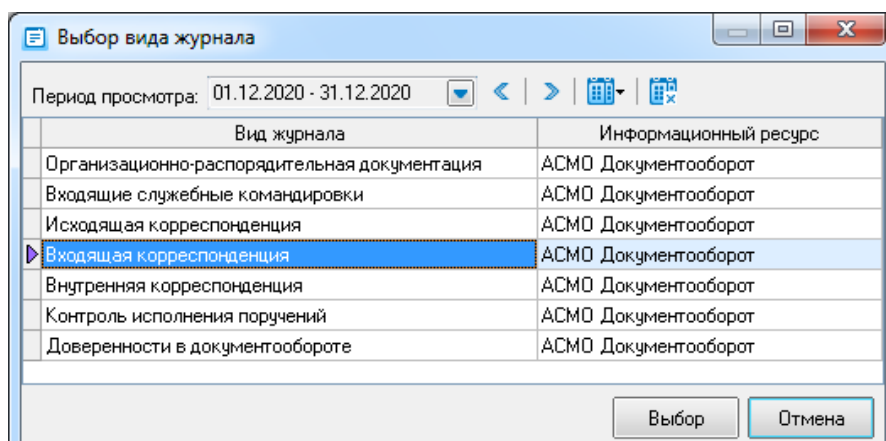 Выбор вида журнала
Период просмотра: 01.12.2020 - 31.12.2020
Вид журнала Информационный ресурс
Организационно-распорядительная документация АСМО Документооборот
Входящие служебные командировки АСМО Документооборот
Исходящая корреспонденция АСМО Документооборот
Входящая корреспонденция АСМО Документооборот
Внутренняя корреспонденция АСМО Документооборот
Контроль исполнения поручений АСМО Документооборот
Доверенности в документообороте АСМО Документооборот
Выбор Отмена